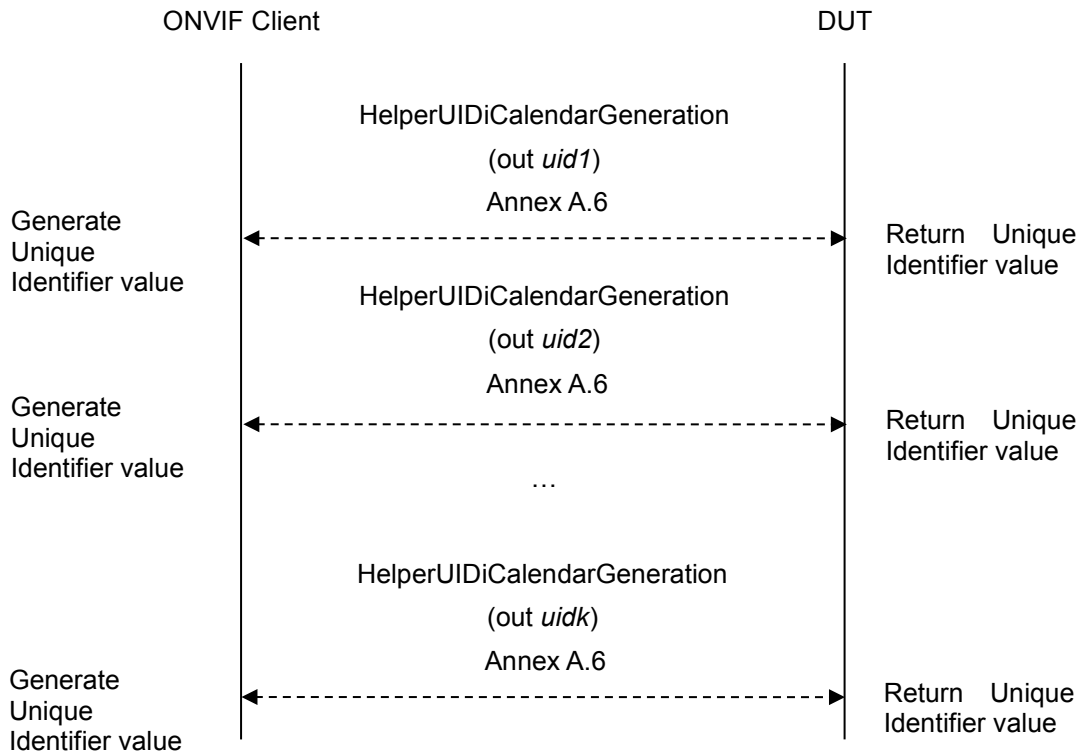 ONVIF Client
DUT
HelperUIDiCalendarGeneration
(out uid1)
Annex A.6
Generate
Unique
Identifier value
Return Unique
Identifier value
HelperUIDiCalendarGeneration
(out uid2)
Annex A.6
Generate
Unique
Identifier value
Return Unique
Identifier value
…
HelperUIDiCalendarGeneration
(out uidk)
Annex A.6
Generate
Unique
Identifier value
Return Unique
Identifier value